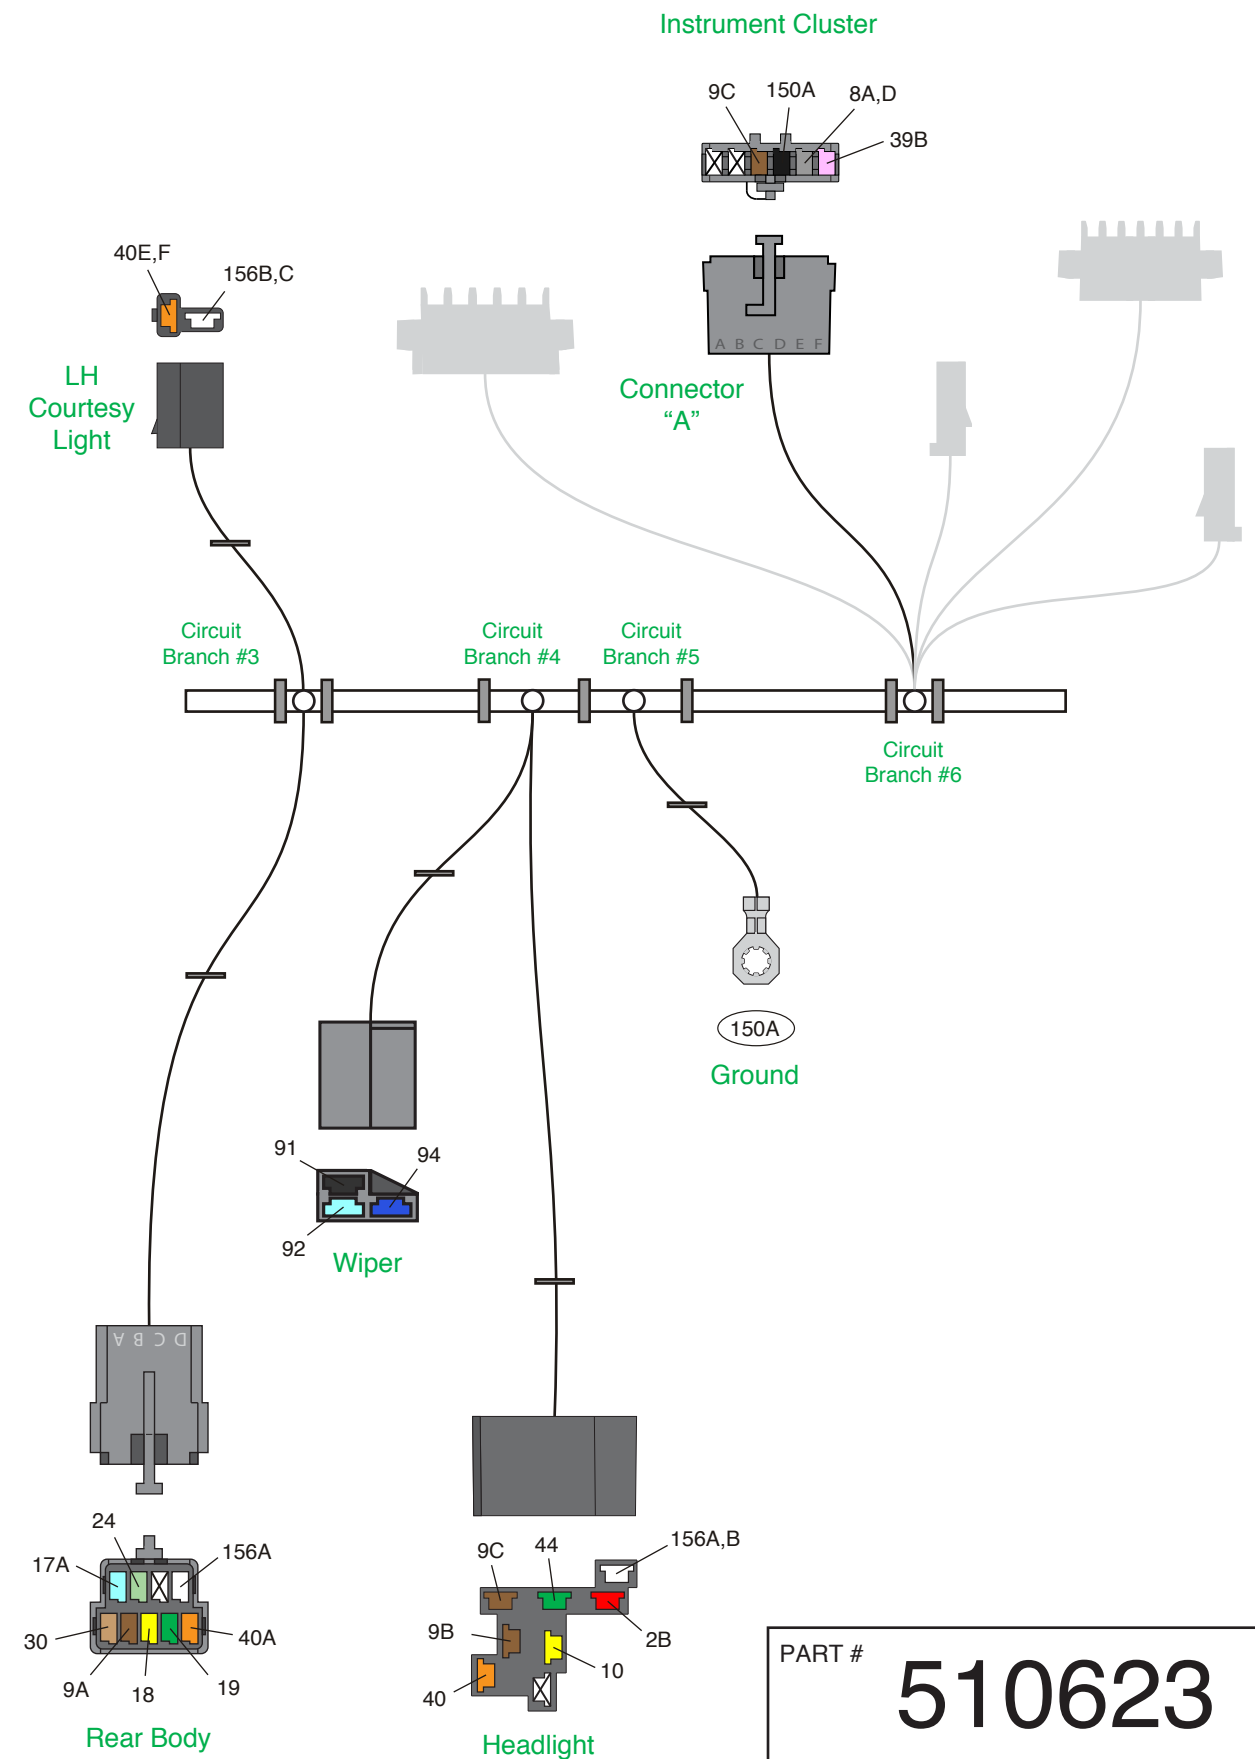 Instrument Cluster
9C
150A
8A,D
39B
40E,F
156B,C
LH
Courtesy
Light
A B C D E F
Connector
“A”
Circuit
Branch #3
Circuit
Branch #4
Circuit
Branch #5
Circuit
Branch #6
150A
Ground
91
94
92
Wiper
D C B A
24
17A
156A
30
40A
9A
18
19
Rear Body
9C
44
156A,B
9B
2B
10
40
Headlight
PART #
510623